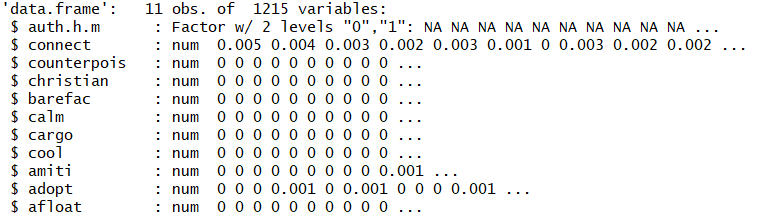 'data.frame':   11 obs. of  1215 variables:
 $ auth.h.m     : Factor w/ 2 levels "0","1": NA NA NA NA NA NA NA NA NA NA ...
 $ connect      : num  0.005 0.004 0.003 0.002 0.003 0.001 0 0.003 0.002 0.002 ...
 $ counterpois  : num  0 0 0 0 0 0 0 0 0 0 ...
 $ christian    : num  0 0 0 0 0 0 0 0 0 0 ...
 $ barefac      : num  0 0 0 0 0 0 0 0 0 0 ...
 $ calm         : num  0 0 0 0 0 0 0 0 0 0 ...
 $ cargo        : num  0 0 0 0 0 0 0 0 0 0 ...
 $ cool         : num  0 0 0 0 0 0 0 0 0 0 ...
 $ amiti        : num  0 0 0 0 0 0 0 0 0 0.001 ...
 $ adopt        : num  0 0 0 0.001 0 0.001 0 0 0 0.001 ...
 $ afloat       : num  0 0 0 0 0 0 0 0 0 0 ...